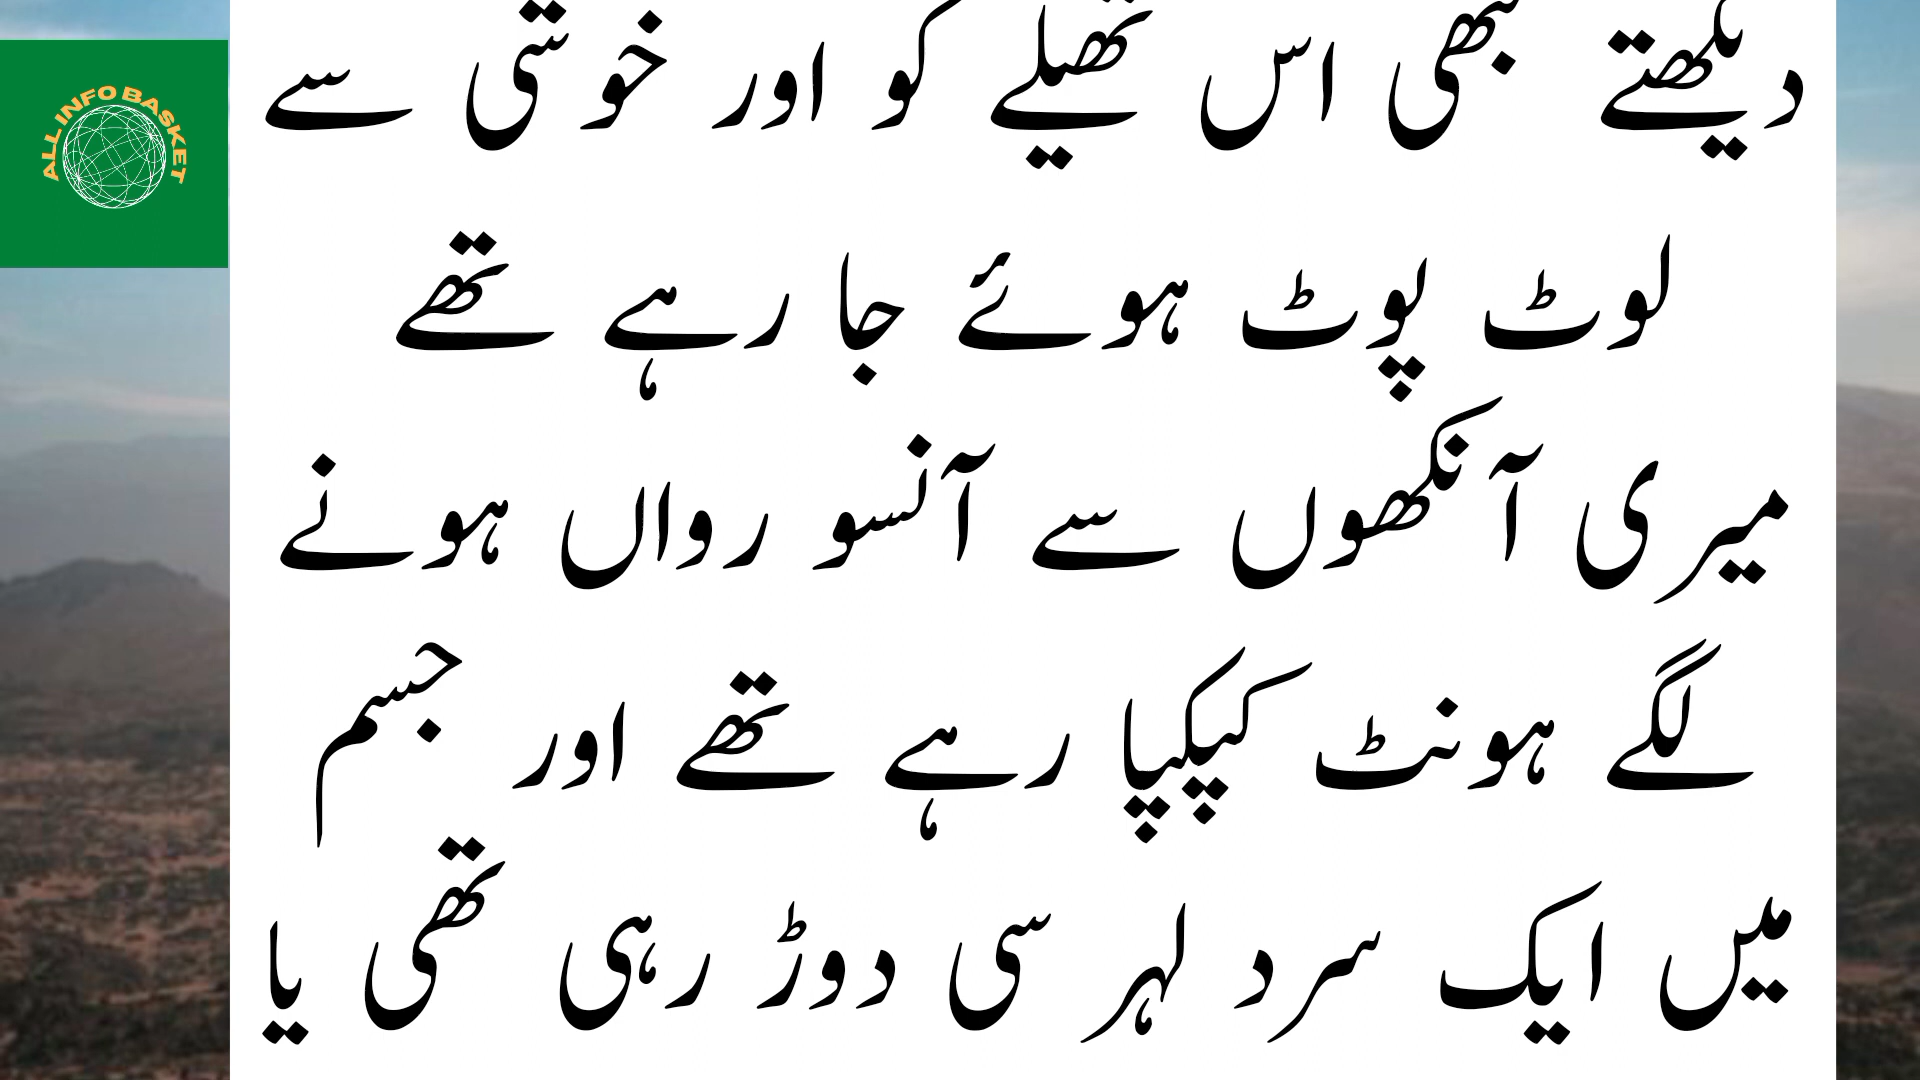 ALL INFO BASKET
دیکھتے کبھی اس تھیلے کو اور خوشی سے
لوٹ پوٹ ہوئے جا رہے تھے
میری آنکھوں سے آنسو رواں ہونے
لگے ہونٹ کپکپا رہے تھے اور جسم
میں ایک سرد لہر سی دوڑ رہی تھی یا